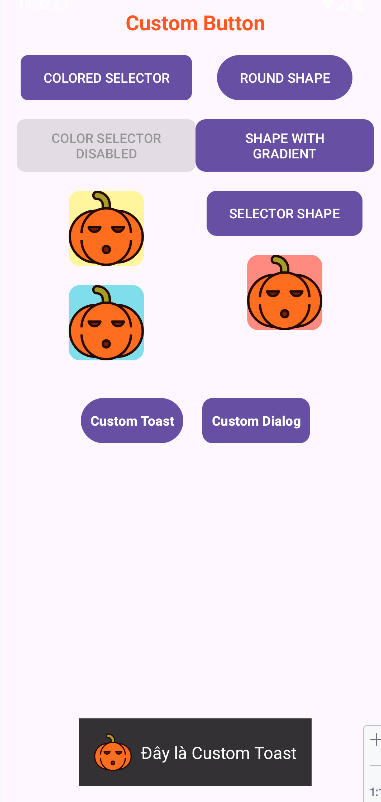 Custom Button
COLORED SELECTOR
ROUND SHAPE
COLOR SELECTOR
DISABLED
SHAPE WITH
GRADIENT
SELECTOR SHAPE
Custom Toast
Custom Dialog
Đây là Custom Toast